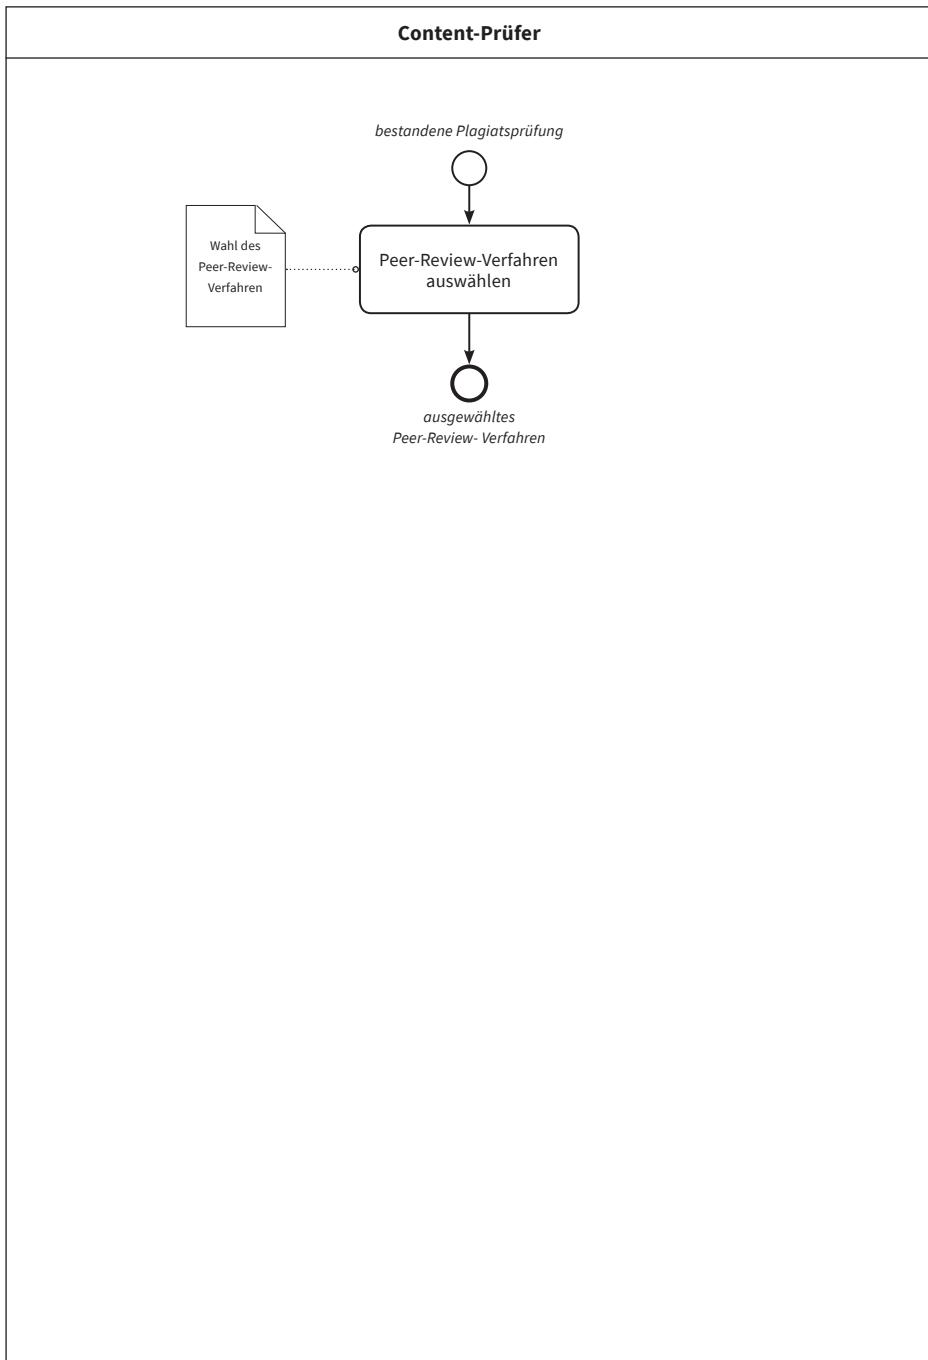 Content-Prüfer
bestandene Plagiatsprüfung
Wahl des
Peer-Review-
Verfahren
Peer-Review-Verfahren
auswählen
ausgewähltes
Peer-Review- Verfahren